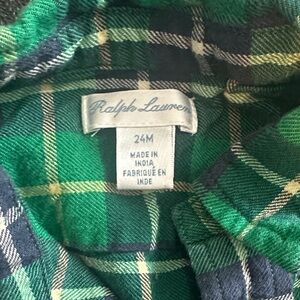 Ralph Lauren
24M
MADE IN
INDIA
FABRIQUÉ EN
INDE